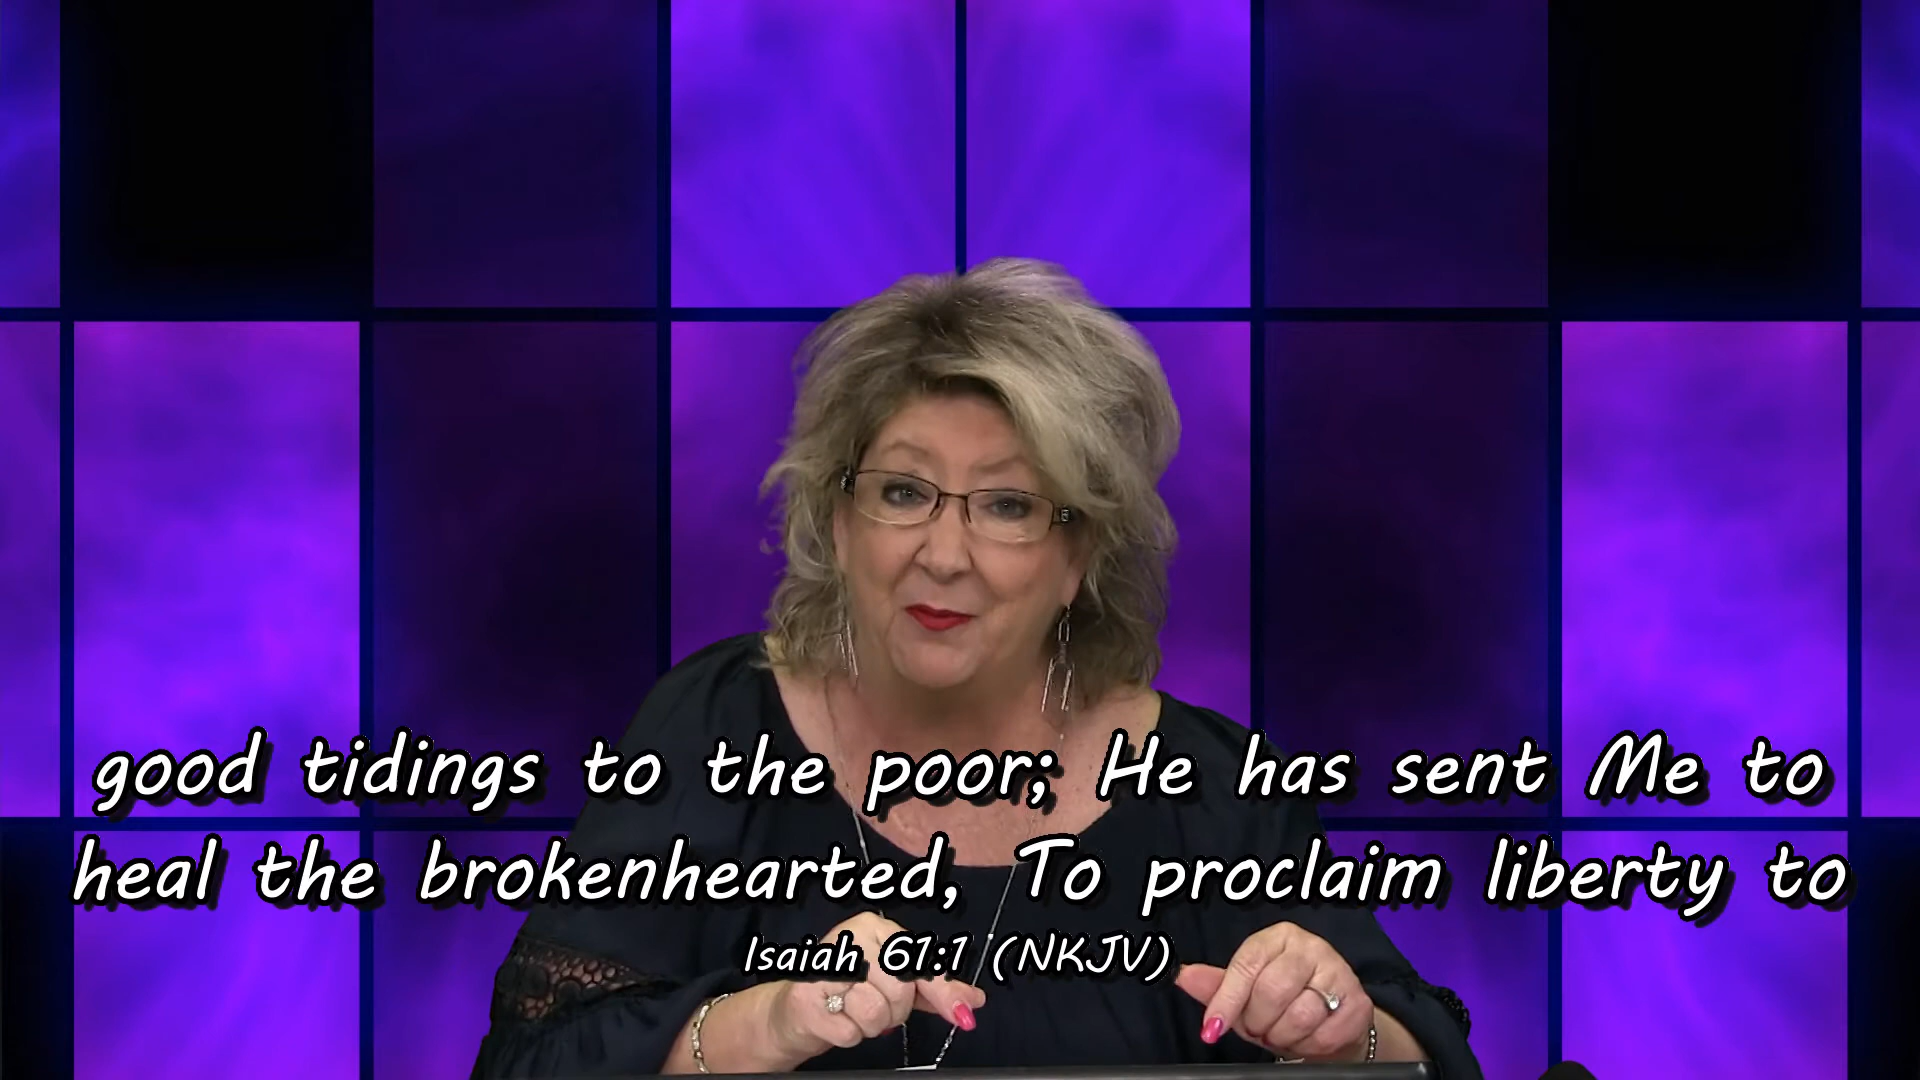 good tidings to the poor; He has sent Me to
heal the brokenhearted, To proclaim liberty to
Isaiah 61:1 (NKJV)